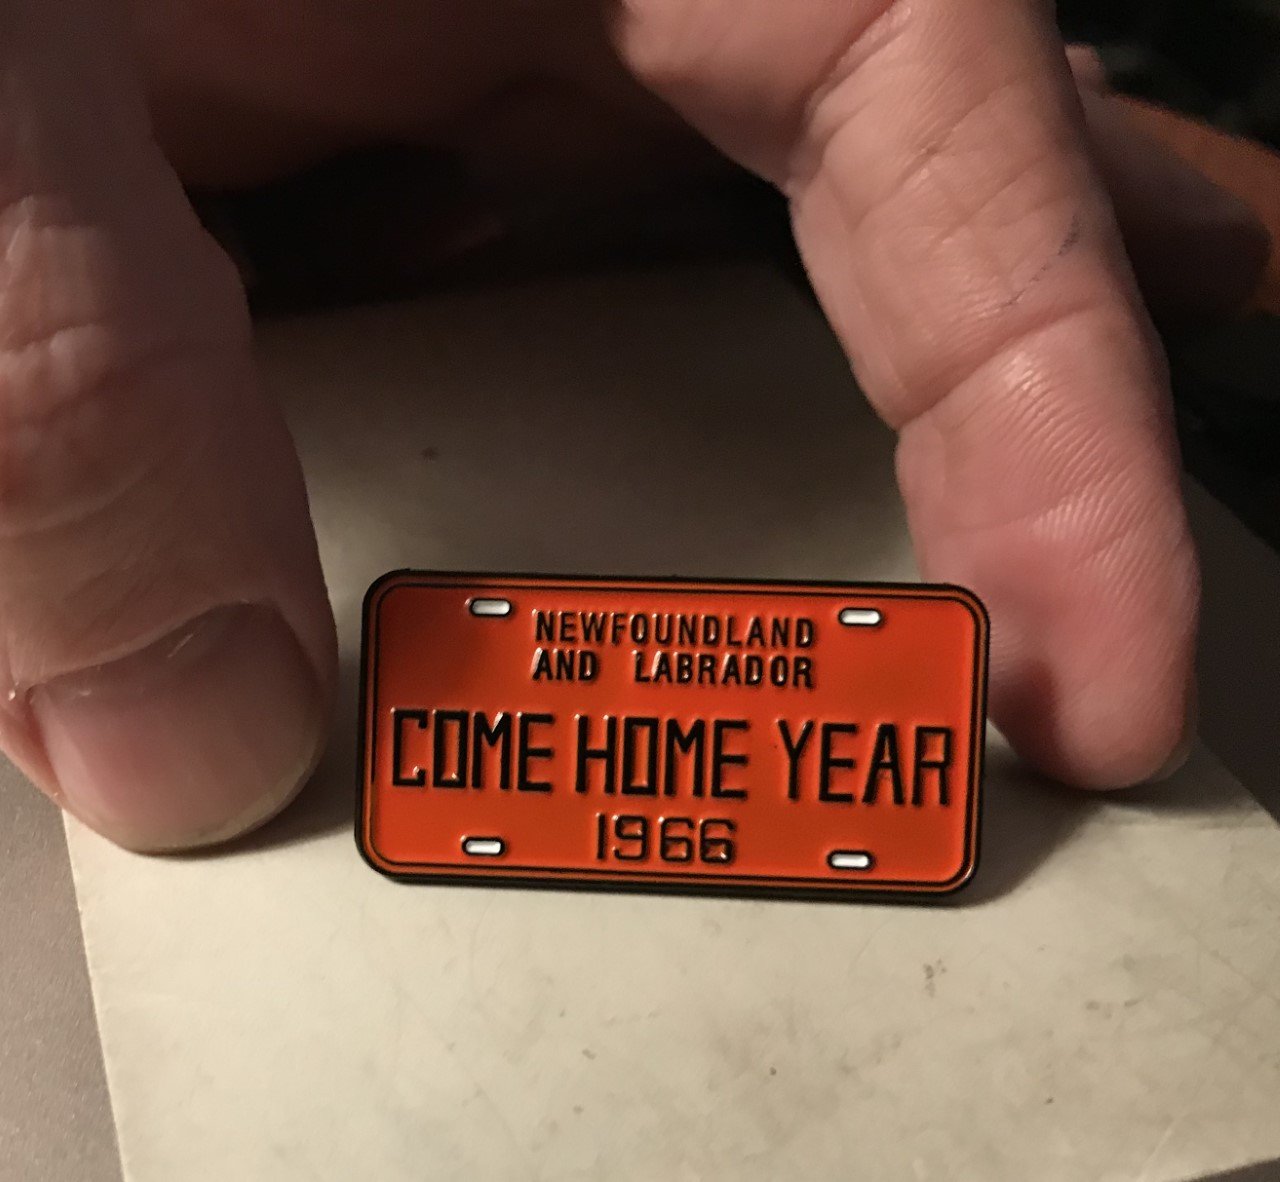 NEWFOUNDLAND
AND LABRADOR
COME HOME YEAR
1966